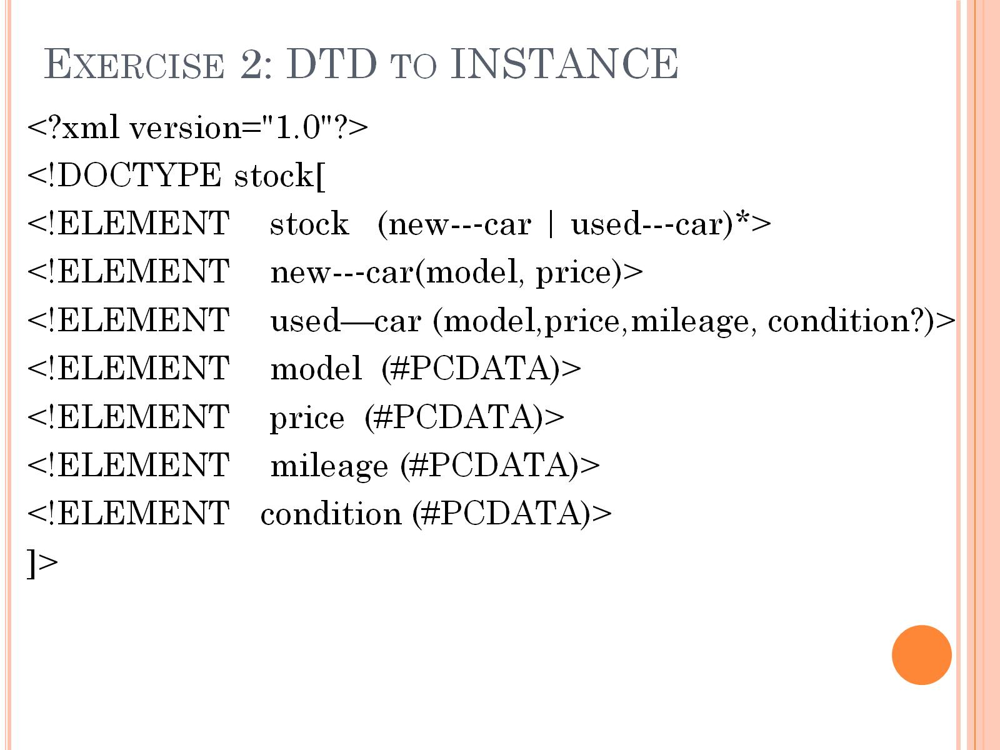 EXERCISE 2: DTD TO INSTANCE
<?xml version="1.0"?>
<!DOCTYPE stock[
<!ELEMENT stock (new---car | used---car)*>
<!ELEMENT new---car(model, price)>
<!ELEMENT used—car (model,price,mileage, condition?)>
<!ELEMENT model (#PCDATA)>
<!ELEMENT price (#PCDATA)>
<!ELEMENT mileage (#PCDATA)>
<!ELEMENT condition (#PCDATA)>
]>